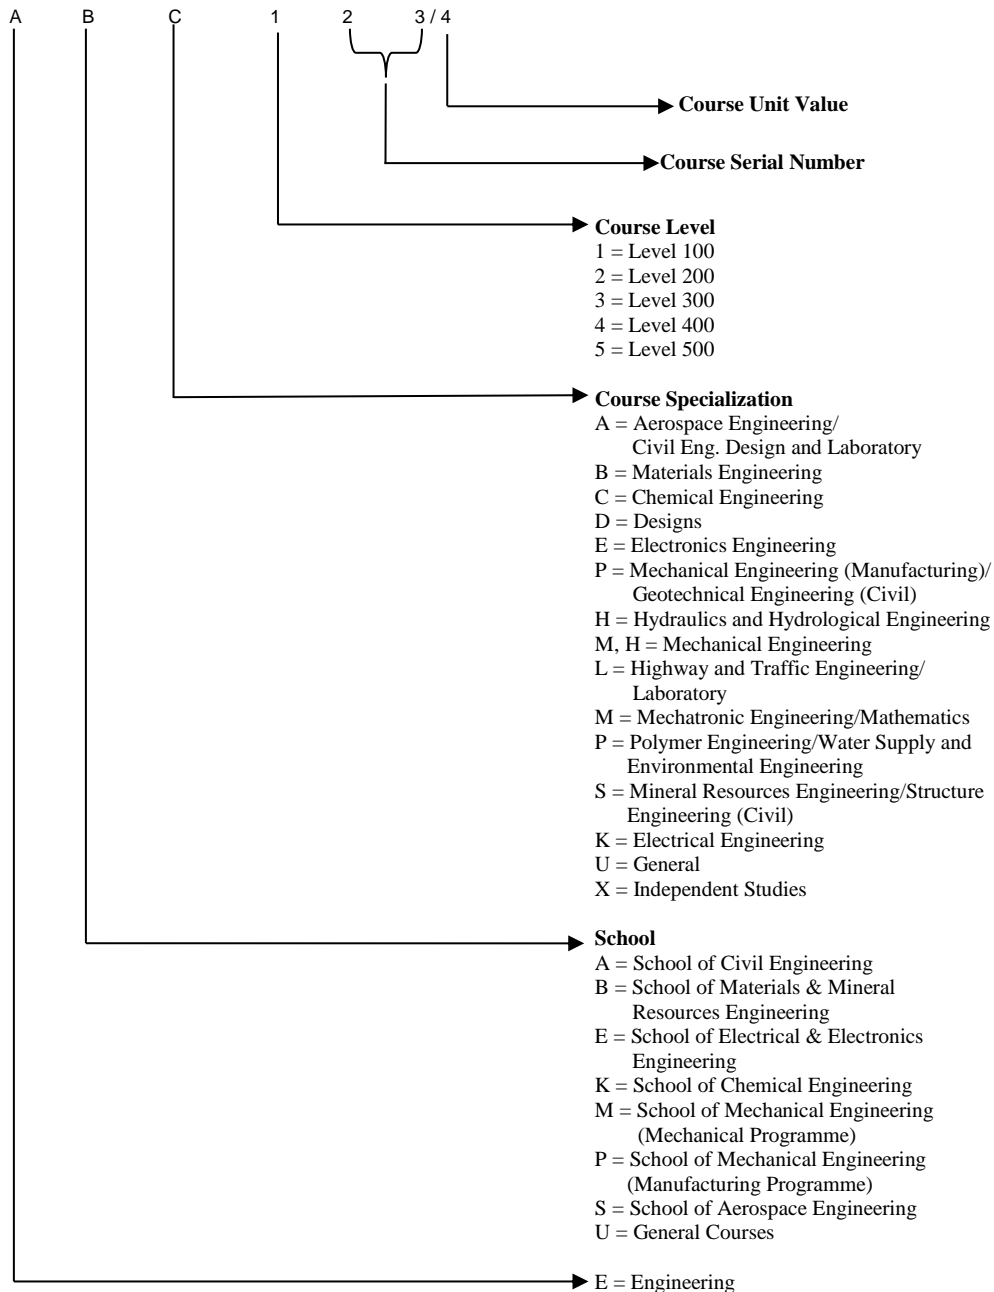 A B C 1 2 3 / 4
Course Unit Value
Course Serial Number
Course Level
1 = Level 100
2 = Level 200
3 = Level 300
4 = Level 400
5 = Level 500
Course Specialization
A = Aerospace Engineering/
Civil Eng. Design and Laboratory
B = Materials Engineering
C = Chemical Engineering
D = Designs
E = Electronics Engineering
P = Mechanical Engineering (Manufacturing)/
Geotechnical Engineering (Civil)
H = Hydraulics and Hydrological Engineering
M, H = Mechanical Engineering
L = Highway and Traffic Engineering/
Laboratory
M = Mechatronic Engineering/Mathematics
P = Polymer Engineering/Water Supply and
Environmental Engineering
S = Mineral Resources Engineering/Structure
Engineering (Civil)
K = Electrical Engineering
U = General
X = Independent Studies
School
A = School of Civil Engineering
B = School of Materials & Mineral
Resources Engineering
E = School of Electrical & Electronics
Engineering
K = School of Chemical Engineering
M = School of Mechanical Engineering
(Mechanical Programme)
P = School of Mechanical Engineering
(Manufacturing Programme)
S = School of Aerospace Engineering
U = General Courses
E = Engineering